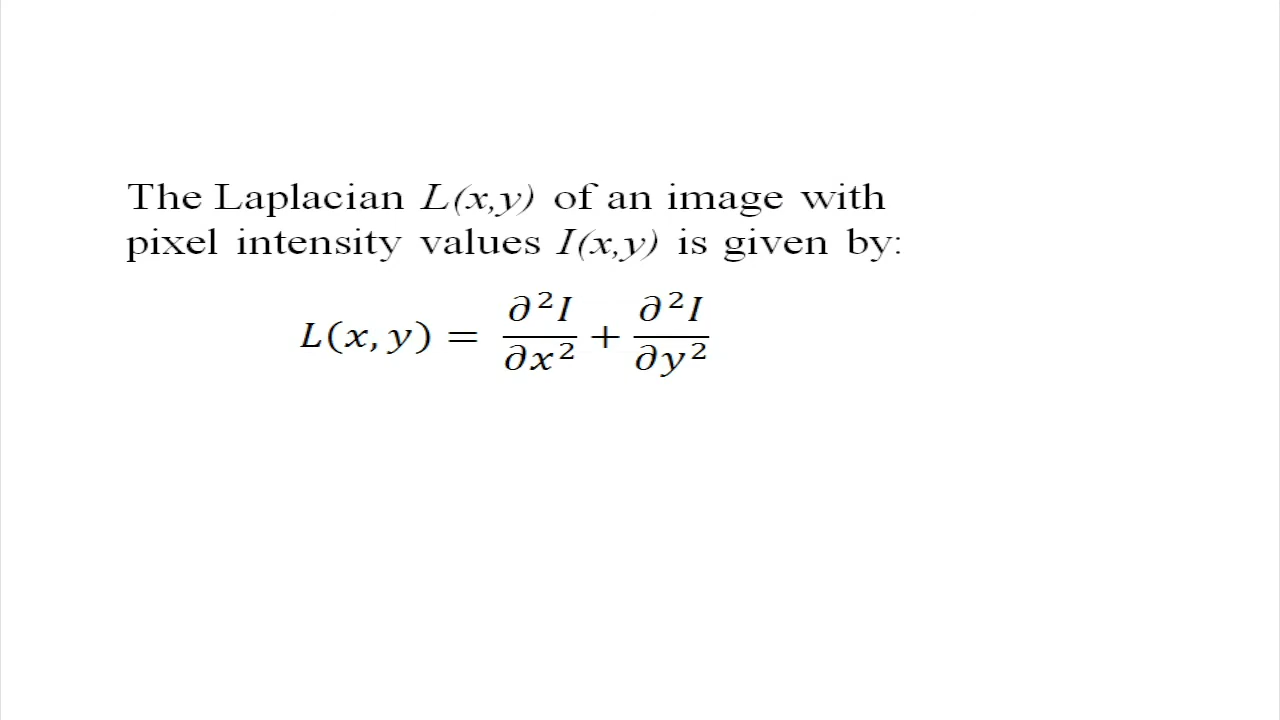 The Laplacian L(x,y) of an image with
pixel intensity values I(x,y) is given by:
L(x, y) = ∂²I/∂x² + ∂²I/∂y²